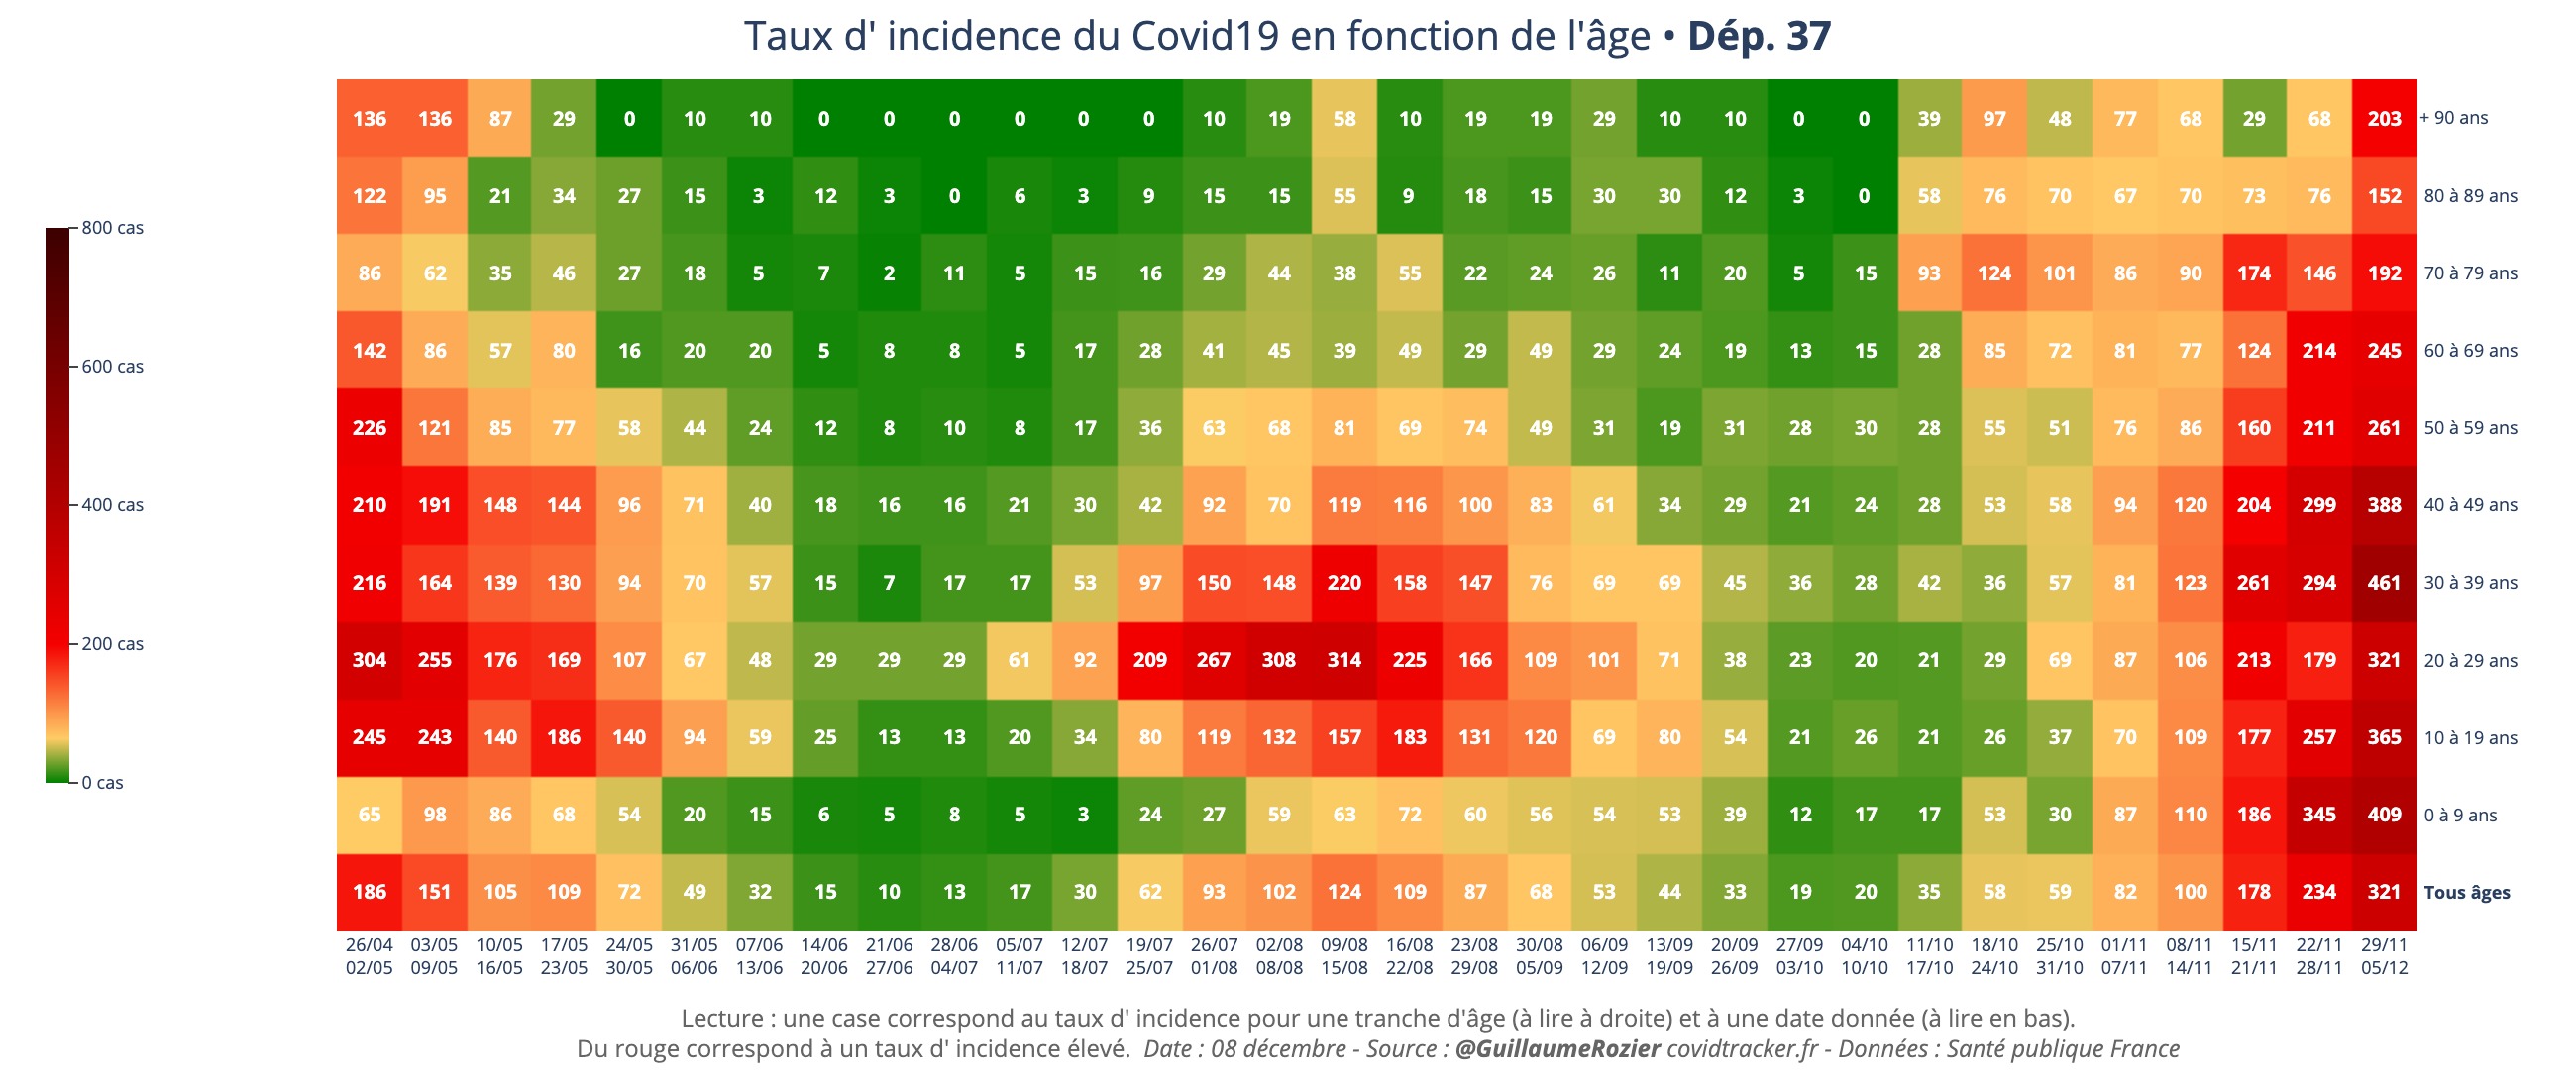 Taux d' incidence du Covid19 en fonction de l'âge • Dép. 37
800 cas
600 cas
400 cas
200 cas
0 cas
136 136 87 29 0 10 10 0 0 0 0 0 0 10 19 58 10 19 19 29 10 10 0 0 39 97 48 77 68 29 68 203 + 90 ans
122 95 21 34 27 15 3 12 3 0 6 3 9 15 15 55 9 18 15 30 30 12 3 0 58 76 70 67 70 73 76 152 80 à 89 ans
86 62 35 46 27 18 5 7 2 11 5 15 16 29 44 38 55 22 24 26 11 20 5 15 93 124 101 86 90 174 146 192 70 à 79 ans
142 86 57 80 16 20 20 5 8 8 5 17 28 41 45 39 49 29 49 29 24 19 13 15 28 85 72 81 77 124 214 245 60 à 69 ans
226 121 85 77 58 44 24 12 8 10 8 17 36 63 68 81 69 74 49 31 19 31 28 30 28 55 51 76 86 160 211 261 50 à 59 ans
210 191 148 144 96 71 40 18 16 16 21 30 42 92 70 119 116 100 83 61 34 29 21 24 28 53 58 94 120 204 299 388 40 à 49 ans
216 164 139 130 94 70 57 15 7 17 17 53 97 150 148 220 158 147 76 69 69 45 36 28 42 36 57 81 123 261 294 461 30 à 39 ans
304 255 176 169 107 67 48 29 29 29 61 92 209 267 308 314 225 166 109 101 71 38 23 20 21 29 69 87 106 213 179 321 20 à 29 ans
245 243 140 186 140 94 59 25 13 13 20 34 80 119 132 157 183 131 120 69 80 54 21 26 21 26 37 70 109 177 257 365 10 à 19 ans
65 98 86 68 54 20 15 6 5 8 5 3 24 27 59 63 72 60 56 54 53 39 12 17 17 53 30 87 110 186 345 409 0 à 9 ans
186 151 105 109 72 49 32 15 10 13 17 30 62 93 102 124 109 87 68 53 44 33 19 20 35 58 59 82 100 178 234 321 Tous âges
26/04 03/05 10/05 17/05 24/05 31/05 07/06 14/06 21/06 28/06 05/07 12/07 19/07 26/07 02/08 09/08 16/08 23/08 30/08 06/09 13/09 20/09 27/09 04/10 11/10 18/10 25/10 01/11 08/11 15/11 22/11 29/11
02/05 09/05 16/05 23/05 30/05 06/06 13/06 20/06 27/06 04/07 11/07 18/07 25/07 01/08 08/08 15/08 22/08 29/08 05/09 12/09 19/09 26/09 03/10 10/10 17/10 24/10 31/10 07/11 14/11 21/11 28/11 05/12
Lecture : une case correspond au taux d' incidence pour une tranche d'âge (à lire à droite) et à une date donnée (à lire en bas).
Du rouge correspond à un taux d' incidence élevé. Date : 08 décembre - Source : @GuillaumeRozier covidtracker.fr - Données : Santé publique France